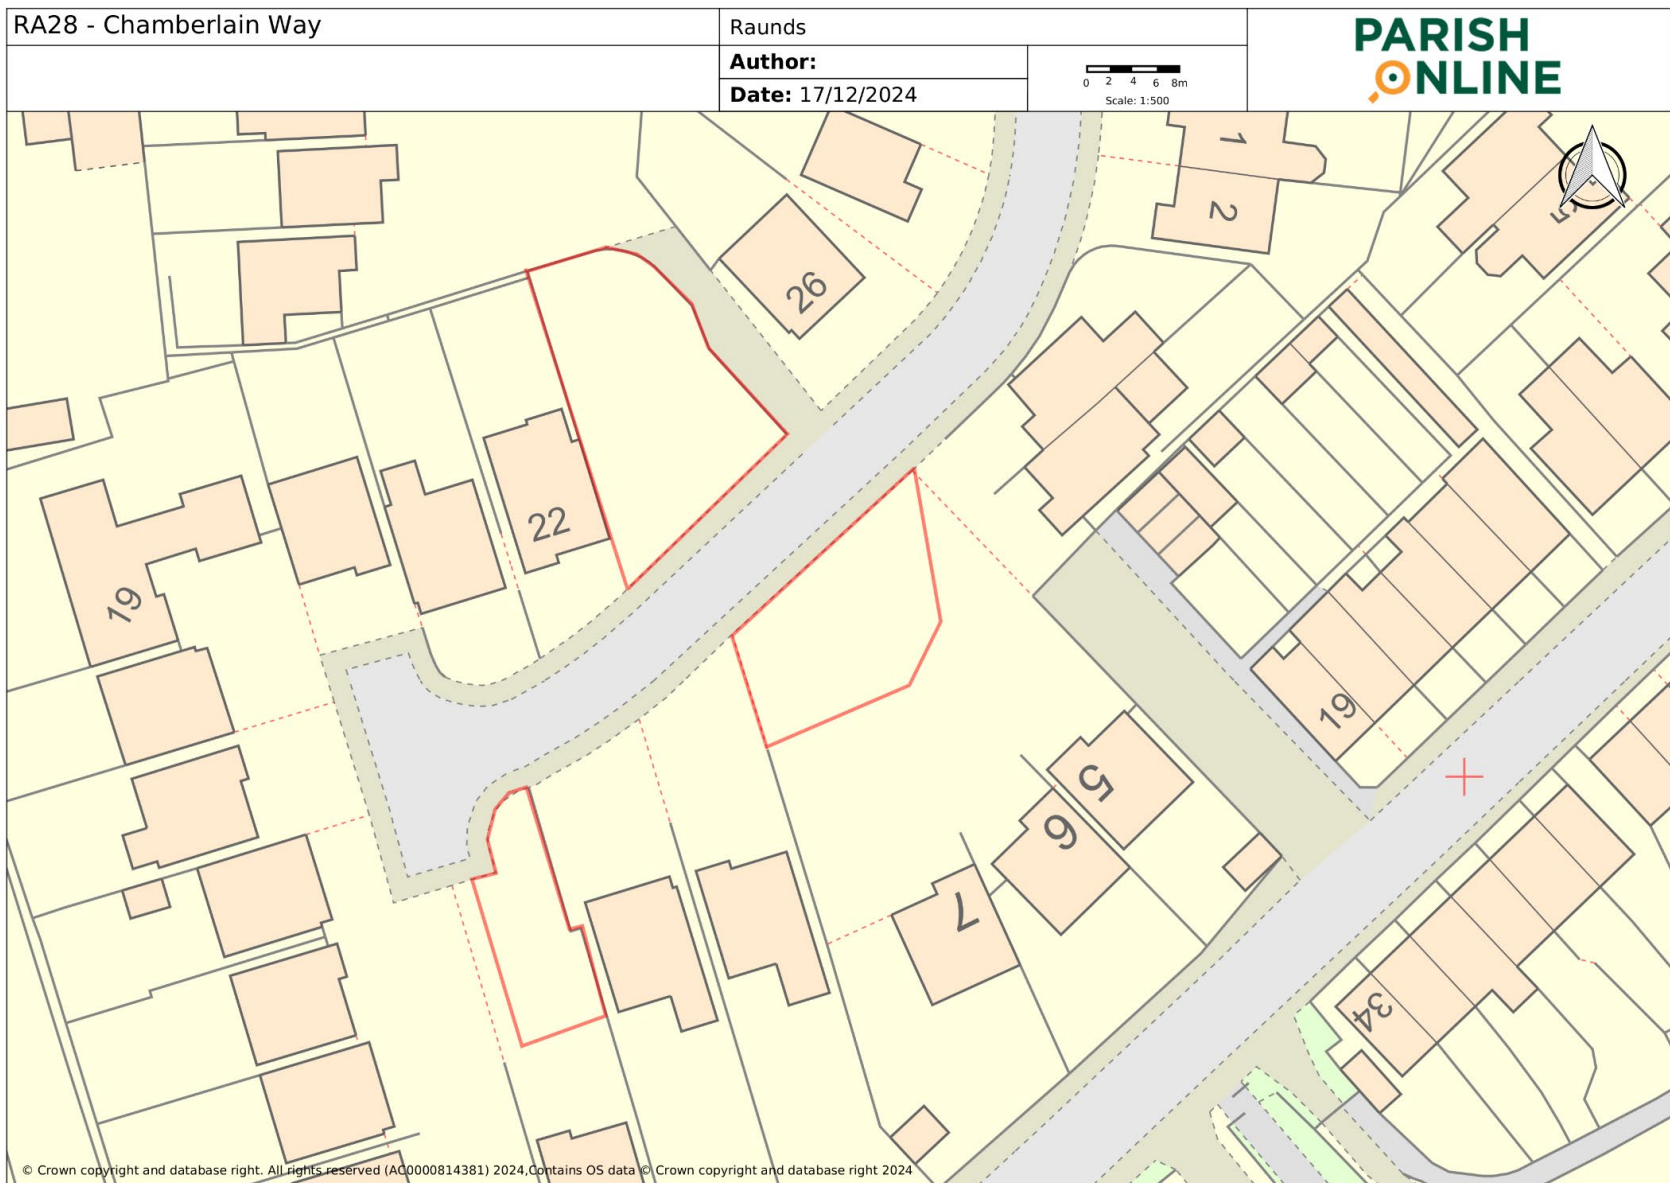 RA28 - Chamberlain Way
Raunds
Author:
Date: 17/12/2024
0 2 4 6 8m
Scale: 1:500
PARISH
ONLINE
1
2
5
26
22
19
19
5
6
7
34
© Crown copyright and database right. All rights reserved (AC0000814381) 2024,Contains OS data © Crown copyright and database right 2024